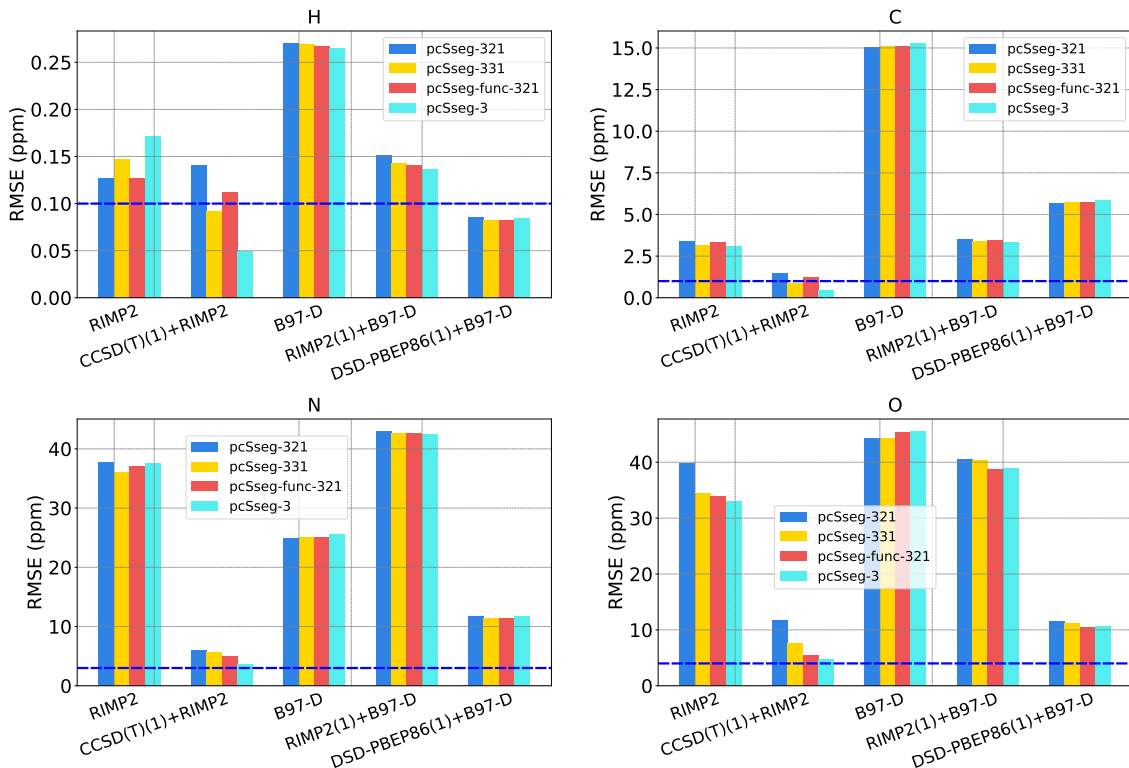 H
RMSE (ppm)
0.25
0.20
0.15
0.10
0.05
0.00
pcSseg-321
pcSseg-331
pcSseg-func-321
pcSseg-3
RIMP2
CCSD(T)(1)+RIMP2
B97-D
RIMP2(1)+B97-D
DSD-PBEP86(1)+B97-D
C
RMSE (ppm)
15.0
12.5
10.0
7.5
5.0
2.5
0.0
pcSseg-321
pcSseg-331
pcSseg-func-321
pcSseg-3
RIMP2
CCSD(T)(1)+RIMP2
B97-D
RIMP2(1)+B97-D
DSD-PBEP86(1)+B97-D
N
RMSE (ppm)
40
30
20
10
0
pcSseg-321
pcSseg-331
pcSseg-func-321
pcSseg-3
RIMP2
CCSD(T)(1)+RIMP2
B97-D
RIMP2(1)+B97-D
DSD-PBEP86(1)+B97-D
O
RMSE (ppm)
40
30
20
10
0
pcSseg-321
pcSseg-331
pcSseg-func-321
pcSseg-3
RIMP2
CCSD(T)(1)+RIMP2
B97-D
RIMP2(1)+B97-D
DSD-PBEP86(1)+B97-D